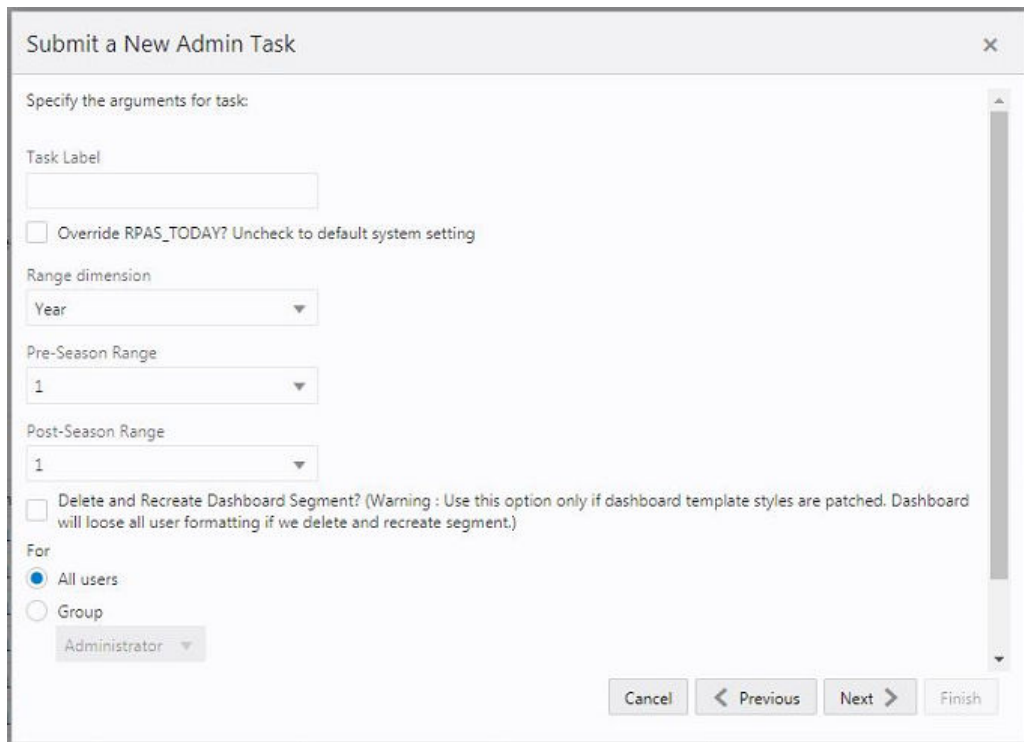 Submit a New Admin Task
Specify the arguments for task:
Task Label
Override RPAS_TODAY? Uncheck to default system setting
Range dimension
Year
Pre-Season Range
1
Post-Season Range
1
Delete and Recreate Dashboard Segment? (Warning : Use this option only if dashboard template styles are patched. Dashboard
will loose all user formatting if we delete and recreate segment.)
For
All users
Group
Administrator
Cancel Previous Next Finish